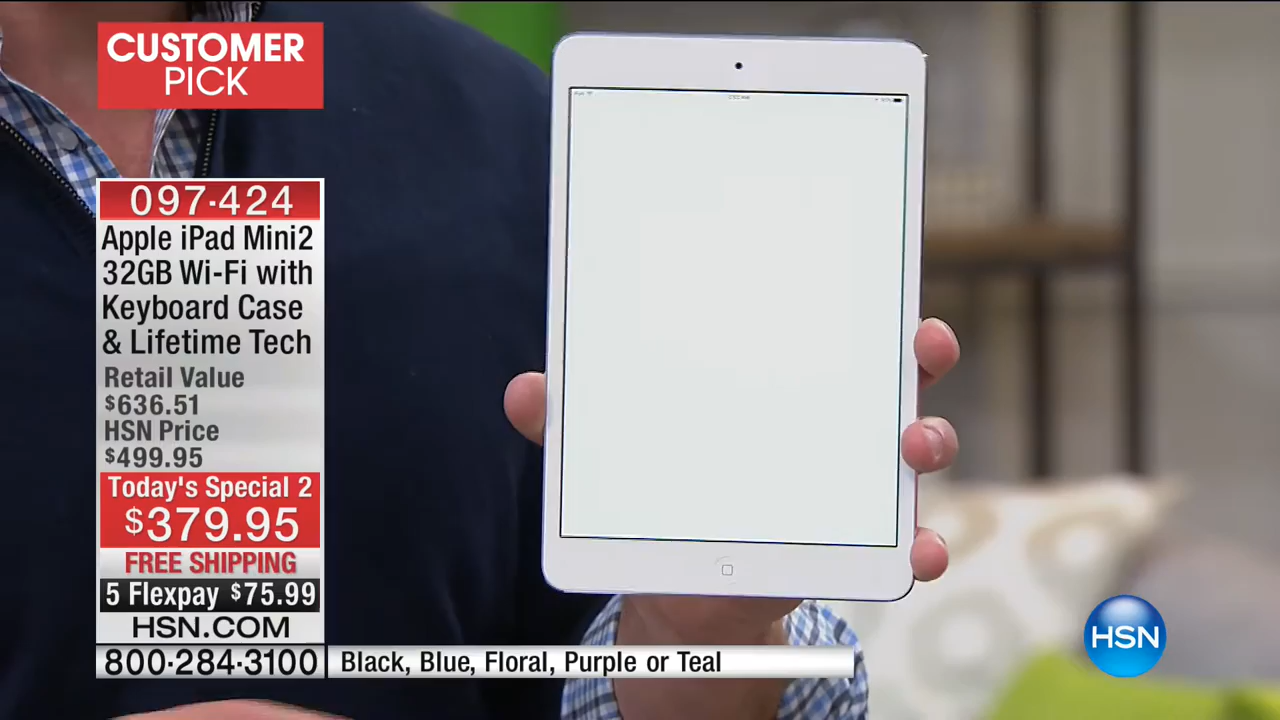 CUSTOMER
PICK
097-424
Apple iPad Mini2
32GB Wi-Fi with
Keyboard Case
& Lifetime Tech
Retail Value
$636.51
HSN Price
$499.95
Today's Special 2
$379.95
FREE SHIPPING
5 Flexpay $75.99
HSN.COM
800-284-3100
Black, Blue, Floral, Purple or Teal
HSN